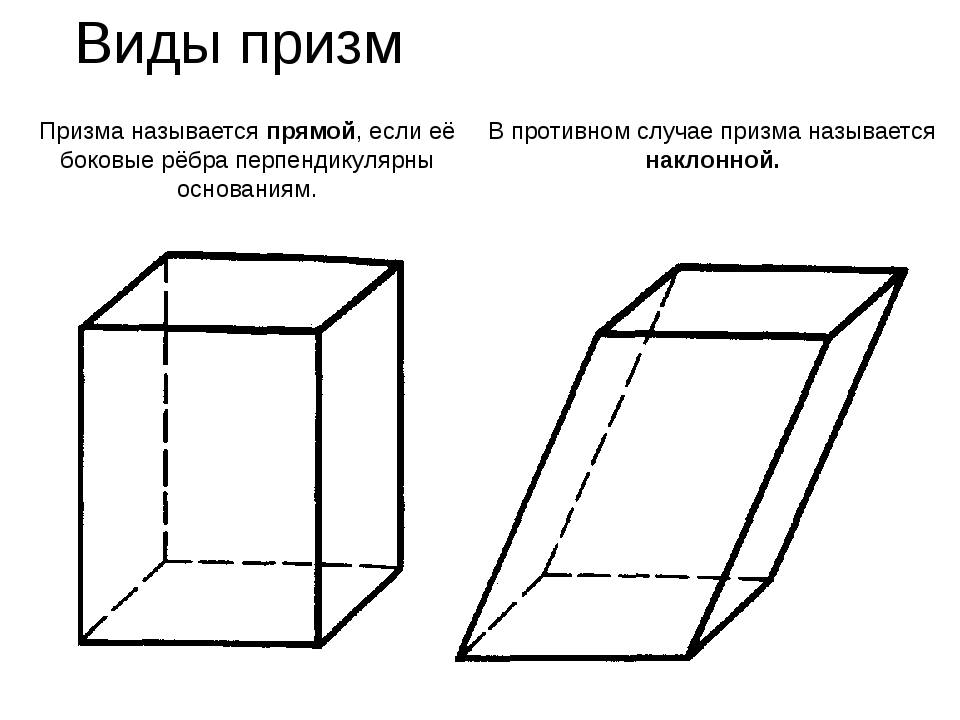 Виды призм
Призма называется прямой, если её
боковые рёбра перпендикулярны
основаниям.
В противном случае призма называется
наклонной.